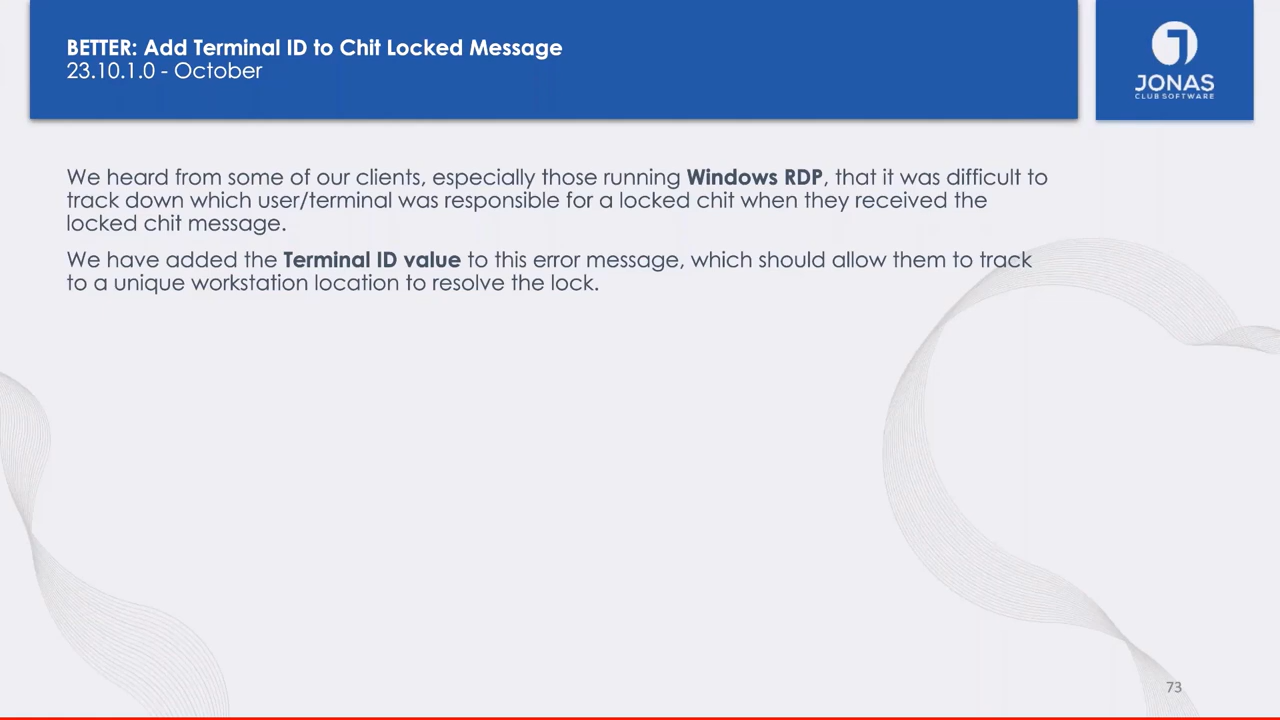 BETTER: Add Terminal ID to Chit Locked Message
23.10.1.0 - October
JONAS
CLUB SOFTWARE
We heard from some of our clients, especially those running Windows RDP, that it was difficult to
track down which user/terminal was responsible for a locked chit when they received the
locked chit message.
We have added the Terminal ID value to this error message, which should allow them to track
to a unique workstation location to resolve the lock.
73